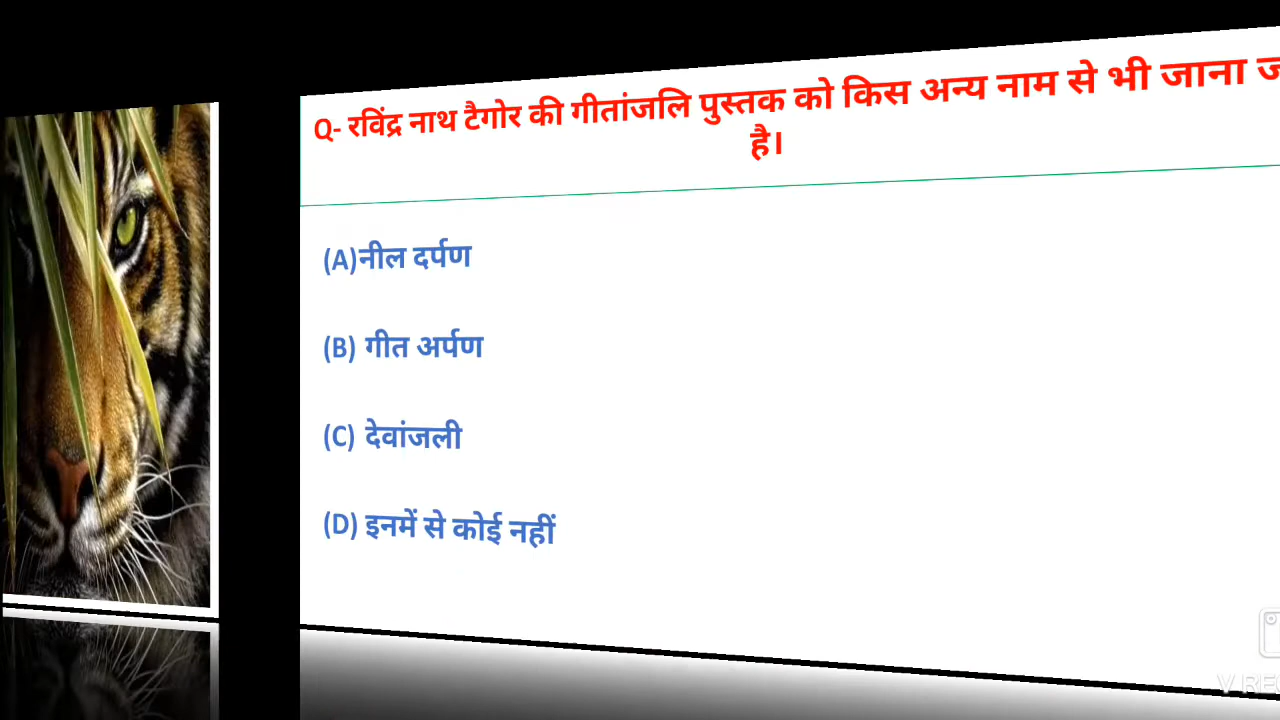 Q- रविंद्र नाथ टैगोर की गीतांजलि पुस्तक को किस अन्य नाम से भी जाना
है।
(A)नील दर्पण
(B) गीत अर्पण
(C) देवांजली
(D) इनमें से कोई नहीं